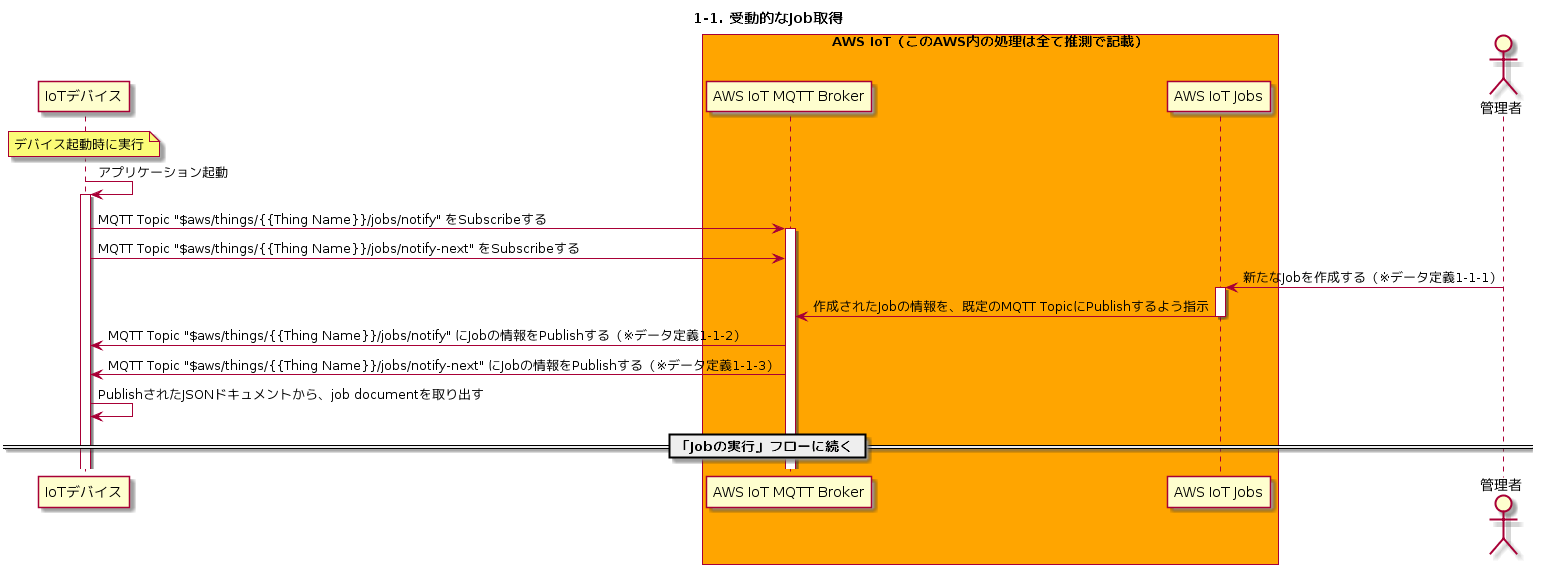 1-1. 受動的なJob取得
AWS IoT（このAWS内の処理は全て推測で記載）
IoTデバイス
AWS IoT MQTT Broker
AWS IoT Jobs
管理者
デバイス起動時に実行
アプリケーション起動
MQTT Topic "$aws/things/{{Thing Name}}/jobs/notify" をSubscribeする
MQTT Topic "$aws/things/{{Thing Name}}/jobs/notify-next" をSubscribeする
新たなJobを作成する（※データ定義1-1-1）
作成されたJobの情報を、既定のMQTT TopicにPublishするよう指示
MQTT Topic "$aws/things/{{Thing Name}}/jobs/notify" にJobの情報をPublishする（※データ定義1-1-2）
MQTT Topic "$aws/things/{{Thing Name}}/jobs/notify-next" にJobの情報をPublishする（※データ定義1-1-3）
PublishされたJSONドキュメントから、job documentを取り出す
「Jobの実行」フローに続く
IoTデバイス
AWS IoT MQTT Broker
AWS IoT Jobs
管理者